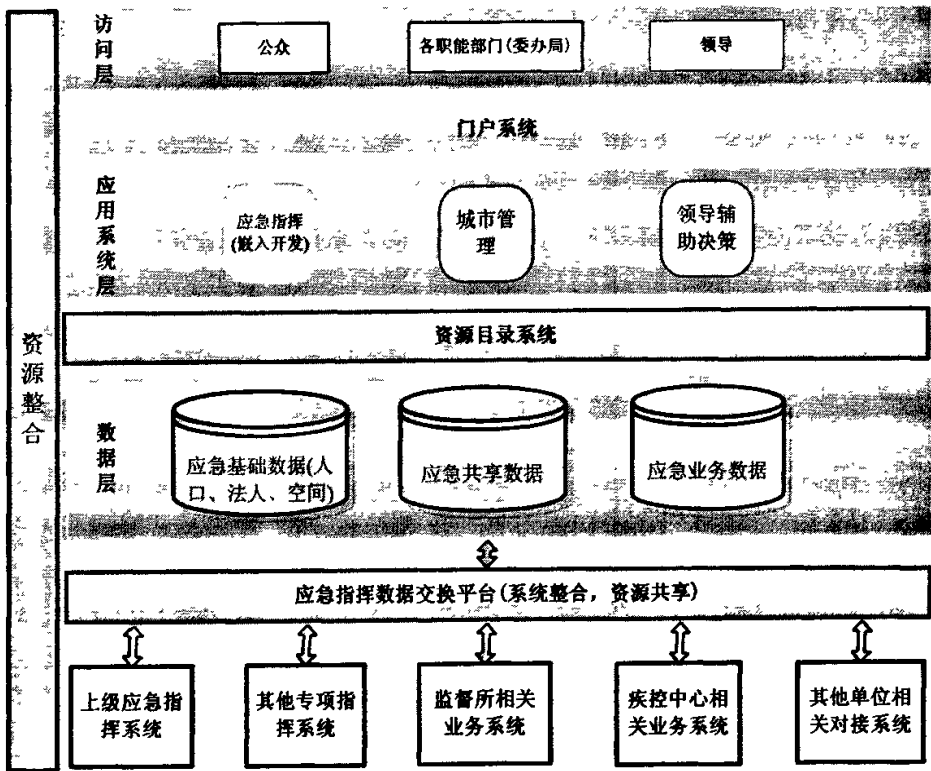 访问层
公众
各职能部门(委办局)
领导
门户系统
应用系统层
应急指挥
(嵌入开发)
城市管
理
领导辅
助决策
资源整合
资源目录系统
数据层
应急基础数据(人
口、法人、空间)
应急共享数据
应急业务数据
应急指挥数据交换平台(系统整合，资源共享)
上级应急指
挥系统
其他专项指
挥系统
监督所相关
业务系统
疾控中心相
关业务系统
其他单位相
关对接系统